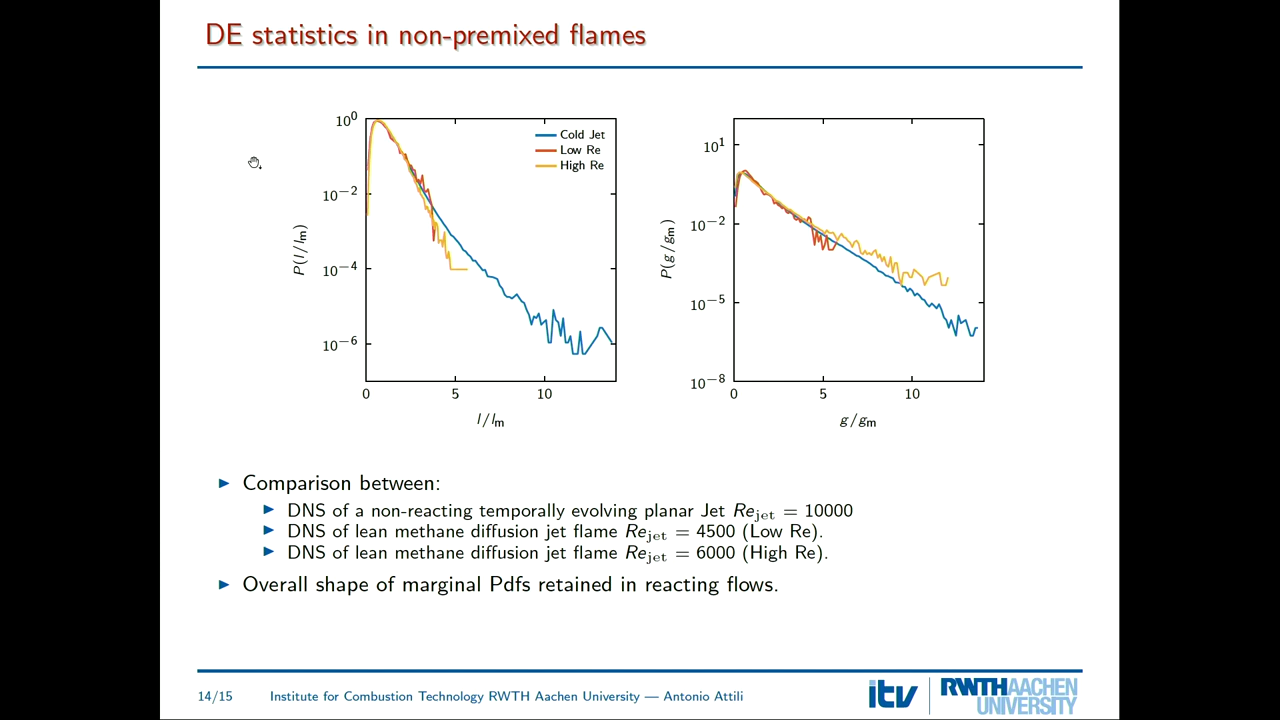 DE statistics in non-premixed flames
10^0
10^−2
10^−4
10^−6
P(l/l_m)
0 5 10
l/l_m
Cold Jet
Low Re
High Re
10^1
10^−2
10^−5
10^−8
P(g/g_m)
0 5 10
g/g_m
Comparison between:
DNS of a non-reacting temporally evolving planar Jet Re_jet = 10000
DNS of lean methane diffusion jet flame Re_jet = 4500 (Low Re).
DNS of lean methane diffusion jet flame Re_jet = 6000 (High Re).
Overall shape of marginal Pdfs retained in reacting flows.
14/15 Institute for Combustion Technology RWTH Aachen University — Antonio Attili
itv
RWTHAACHEN
UNIVERSITY